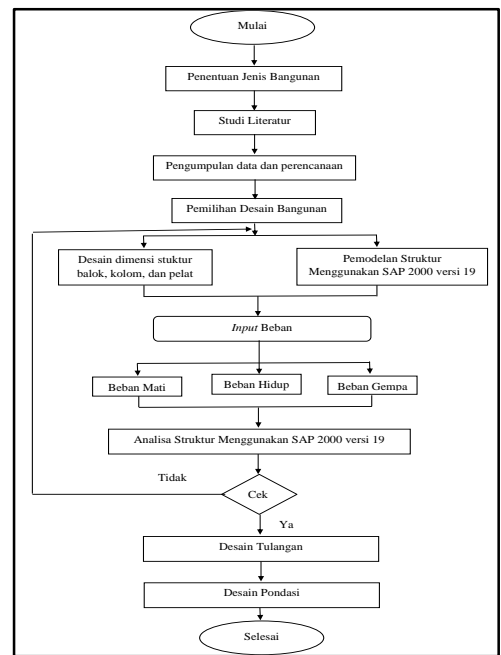 Mulai
Penentuan Jenis Bangunan
Studi Literatur
Pengumpulan data dan perencanaan
Pemilihan Desain Bangunan
Desain dimensi stuktur
balok, kolom, dan pelat
Pemodelan Struktur
Menggunakan SAP 2000 versi 19
Input Beban
Beban Mati
Beban Hidup
Beban Gempa
Analisa Struktur Menggunakan SAP 2000 versi 19
Tidak
Cek
Ya
Desain Tulangan
Desain Pondasi
Selesai